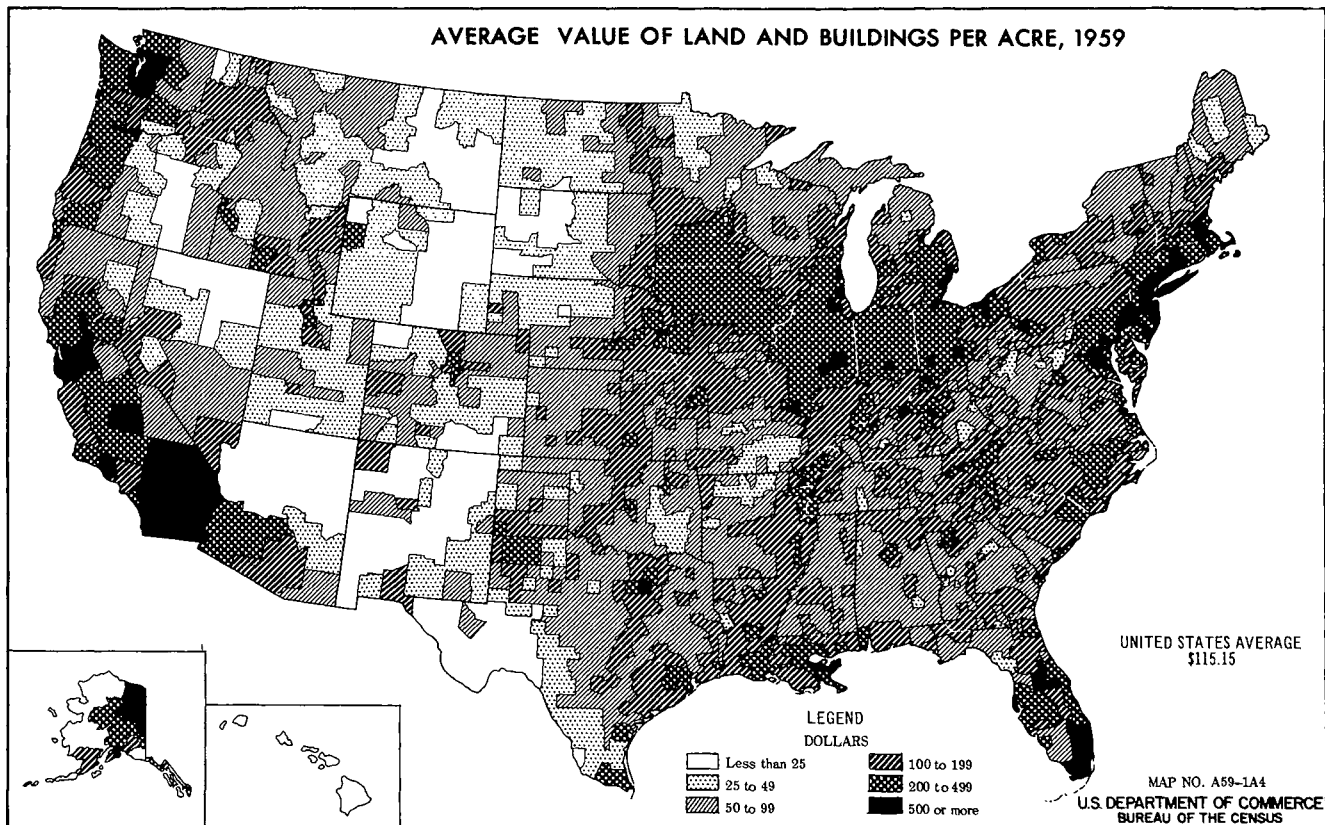 AVERAGE VALUE OF LAND AND BUILDINGS PER ACRE, 1959
UNITED STATES AVERAGE
$115.15
LEGEND
DOLLARS
Less than 25
25 to 49
50 to 99
100 to 199
200 to 499
500 or more
MAP NO. A59-1A4
U.S. DEPARTMENT OF COMMERCE
BUREAU OF THE CENSUS